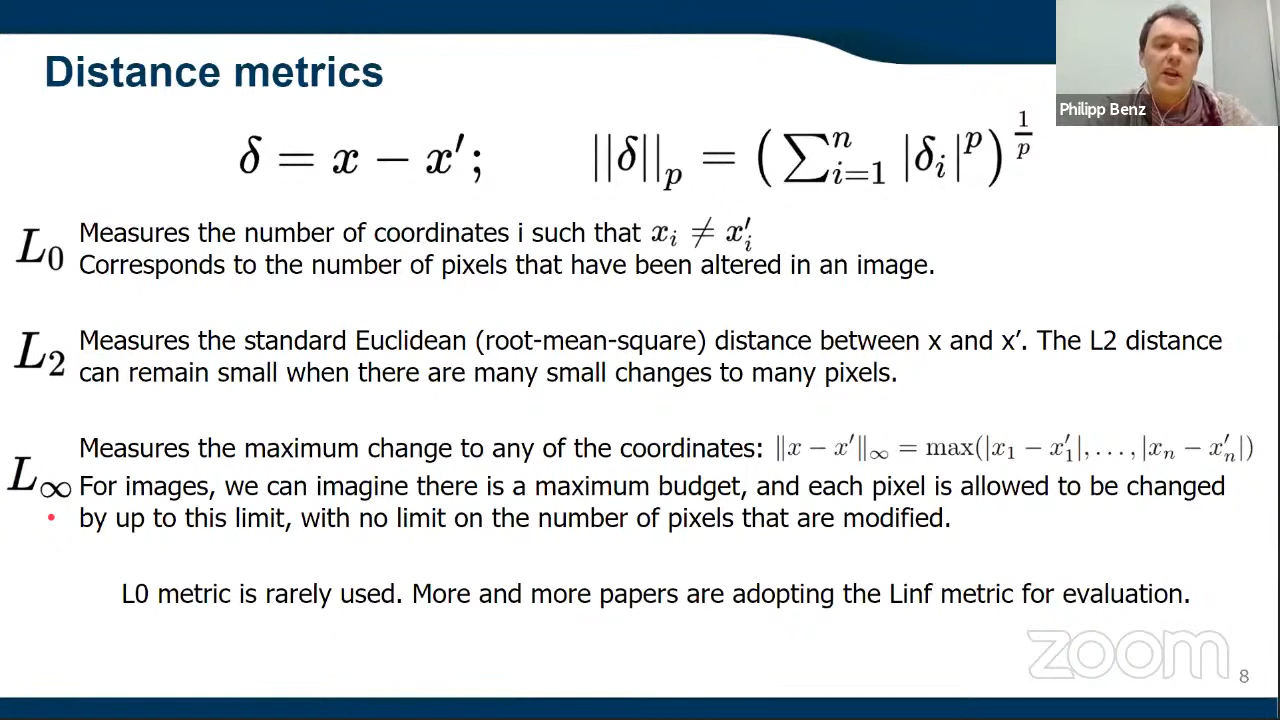 Distance metrics
Philipp Benz
δ = x − x′; ||δ||ₚ = (∑ⁿᵢ₌₁ |δᵢ|ᵖ)^(1/p)
L₀ Measures the number of coordinates i such that xᵢ ≠ x′ᵢ
Corresponds to the number of pixels that have been altered in an image.
L₂ Measures the standard Euclidean (root-mean-square) distance between x and x’. The L2 distance
can remain small when there are many small changes to many pixels.
Measures the maximum change to any of the coordinates: ‖x − x′‖∞ = max(|x₁ − x′₁|, . . . , |xₙ − x′ₙ|)
L∞ For images, we can imagine there is a maximum budget, and each pixel is allowed to be changed
by up to this limit, with no limit on the number of pixels that are modified.
L0 metric is rarely used. More and more papers are adopting the Linf metric for evaluation.
zoom
8